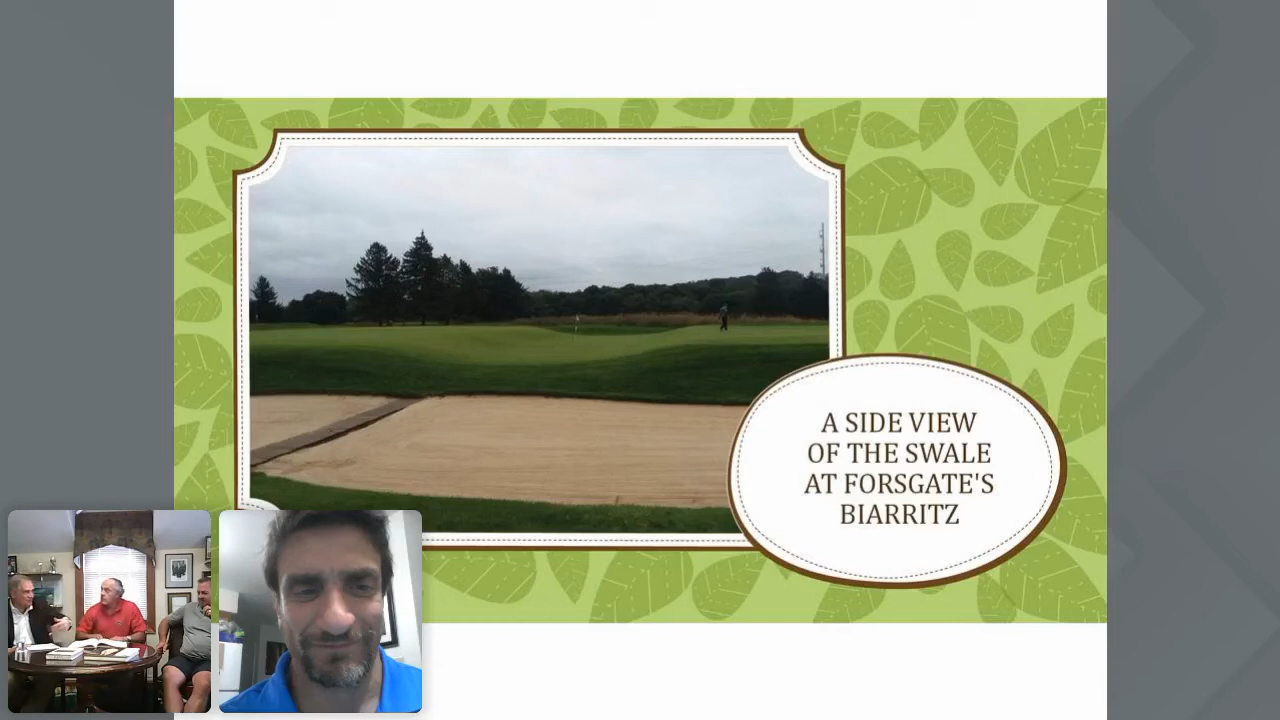 A SIDE VIEW
OF THE SWALE
AT FORSGATE'S
BIARRITZ